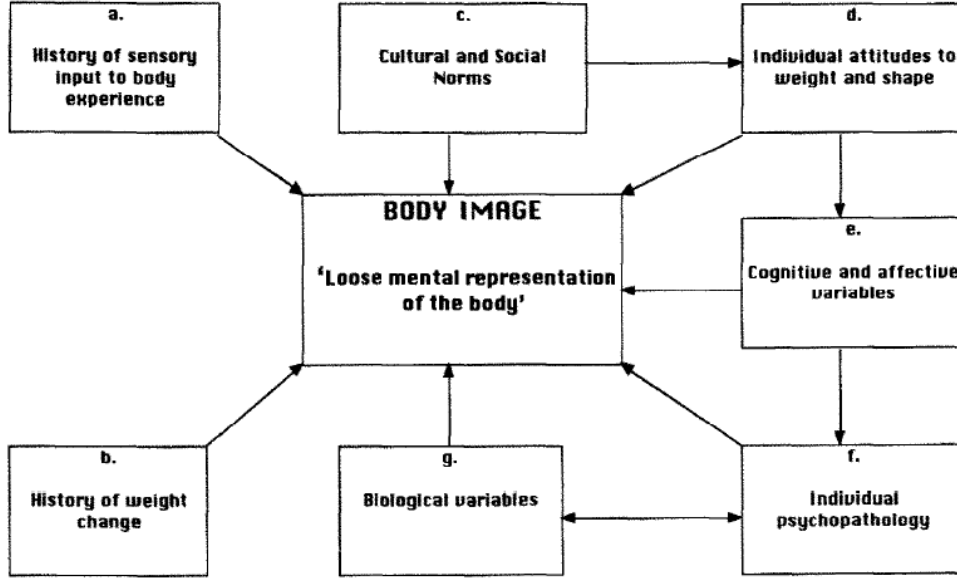 a.
History of sensory
input to body
experience
c.
Cultural and Social
Norms
d.
Individual attitudes to
weight and shape
BODY IMAGE
‘Loose mental representation
of the body’
e.
Cognitive and affective
variables
b.
History of weight
change
g.
Biological variables
f.
Individual
psychopathology